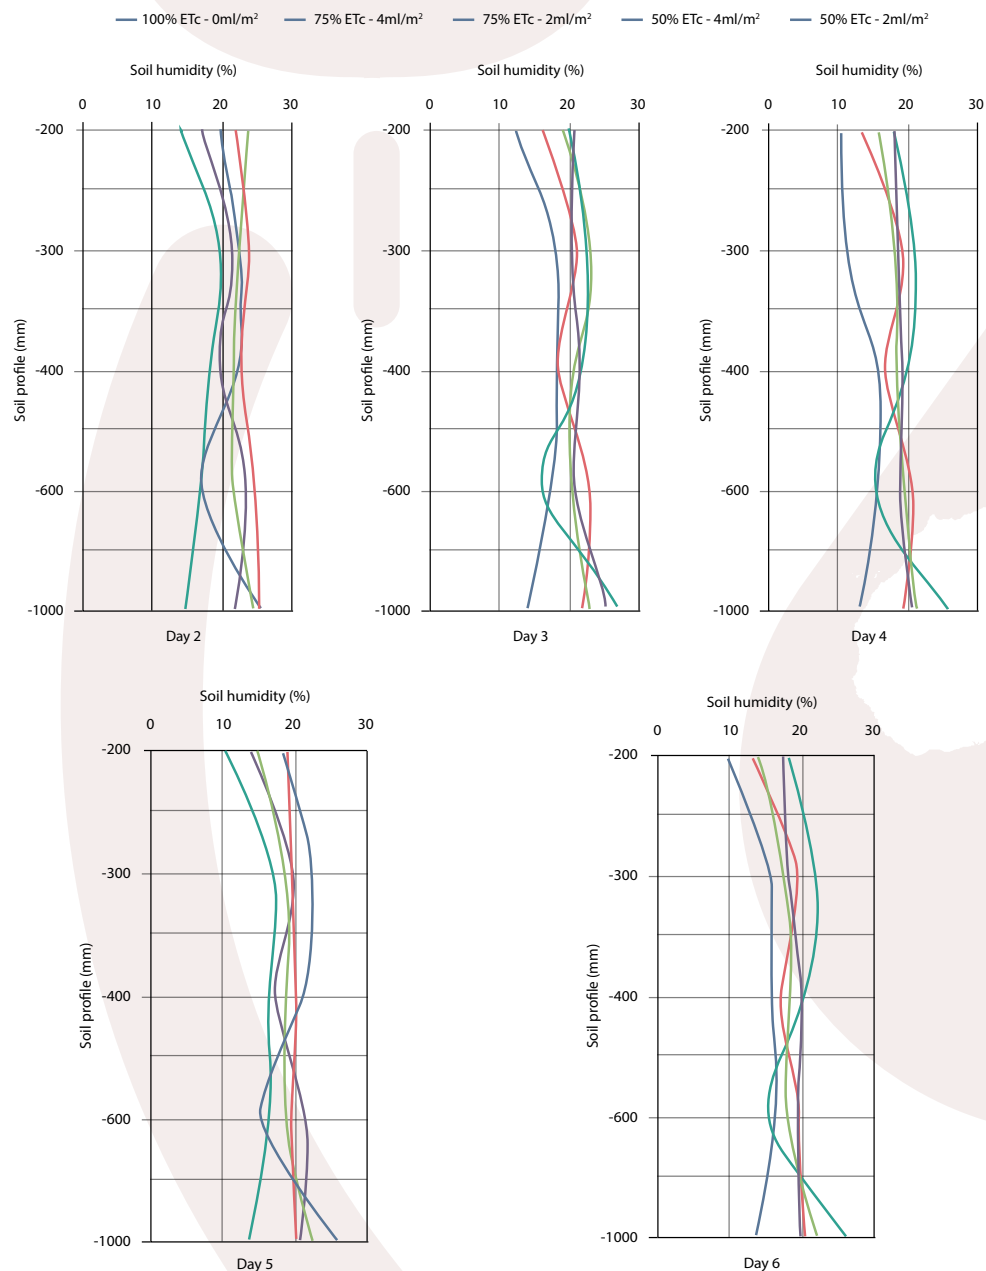 100% ETc - 0ml/m² 75% ETc - 4ml/m² 75% ETc - 2ml/m² 50% ETc - 4ml/m² 50% ETc - 2ml/m²
Soil humidity (%)
0 10 20 30
-200
-300
-400
-600
-1000
Soil profile (mm)
Day 2
Soil humidity (%)
0 10 20 30
-200
-300
-400
-600
-1000
Soil profile (mm)
Day 3
Soil humidity (%)
0 10 20 30
-200
-300
-400
-600
-1000
Soil profile (mm)
Day 4
Soil humidity (%)
0 10 20 30
-200
-300
-400
-600
-1000
Soil profile (mm)
Day 5
Soil humidity (%)
0 10 20 30
-200
-300
-400
-600
-1000
Soil profile (mm)
Day 6